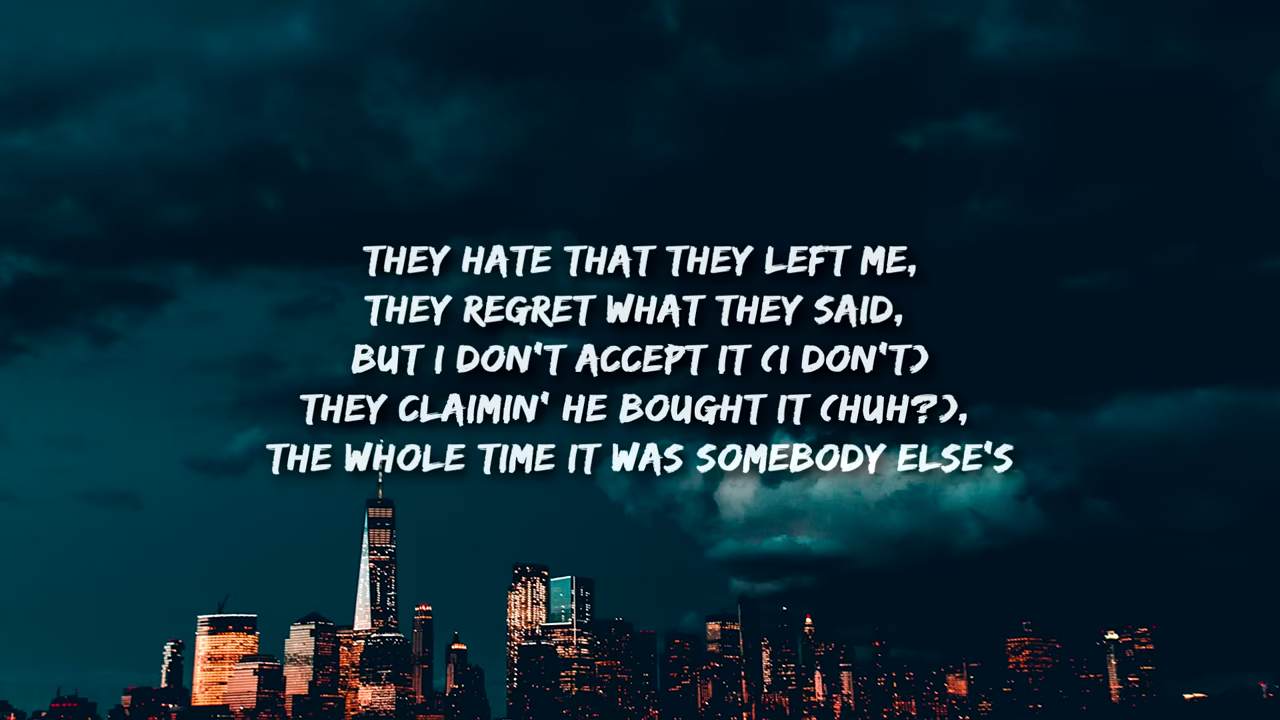 THEY HATE THAT THEY LEFT ME,
THEY REGRET WHAT THEY SAID,
BUT I DON'T ACCEPT IT (I DON'T)
THEY CLAIMIN' HE BOUGHT IT (HUH?),
THE WHOLE TIME IT WAS SOMEBODY ELSE'S